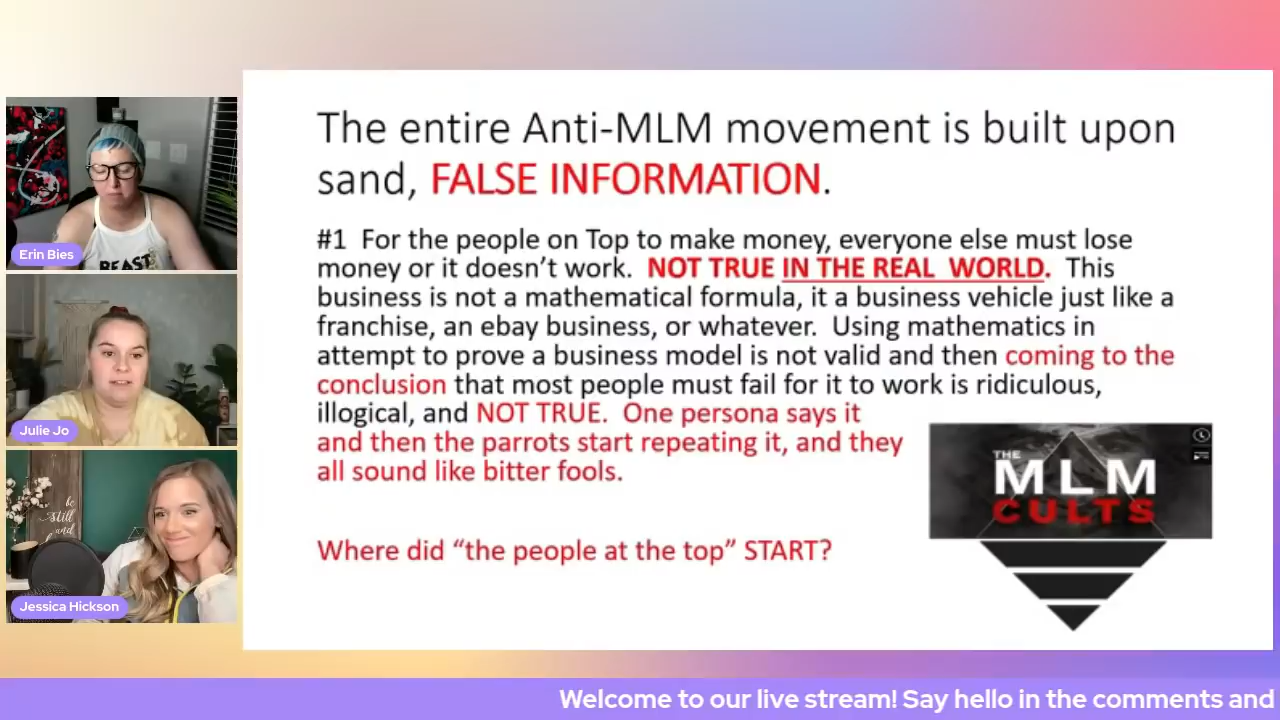 The entire Anti-MLM movement is built upon
sand, FALSE INFORMATION.
#1 For the people on Top to make money, everyone else must lose
money or it doesn't work. NOT TRUE IN THE REAL WORLD. This
business is not a mathematical formula, it a business vehicle just like a
franchise, an ebay business, or whatever. Using mathematics in
attempt to prove a business model is not valid and then coming to the
conclusion that most people must fail for it to work is ridiculous,
illogical, and NOT TRUE. One persona says it
and then the parrots start repeating it, and they
all sound like bitter fools.
Where did “the people at the top” START?
THE
MLM
CULTS
BEAST
Erin Bies
Julie Jo
be
still
and
Jessica Hickson
Welcome to our live stream! Say hello in the comments and